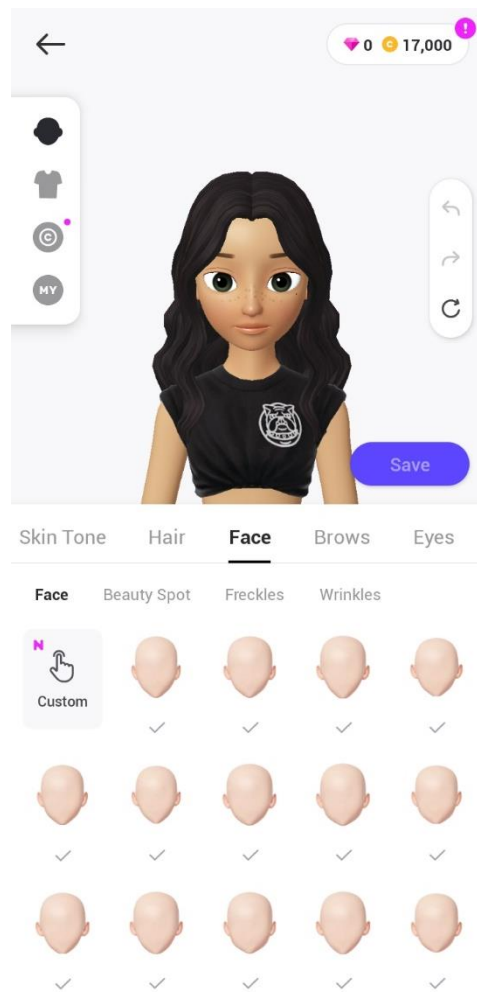 ! 
0 C 17,000
C
MY
Save
Skin Tone Hair Face Brows Eyes
Face Beauty Spot Freckles Wrinkles
N
Custom